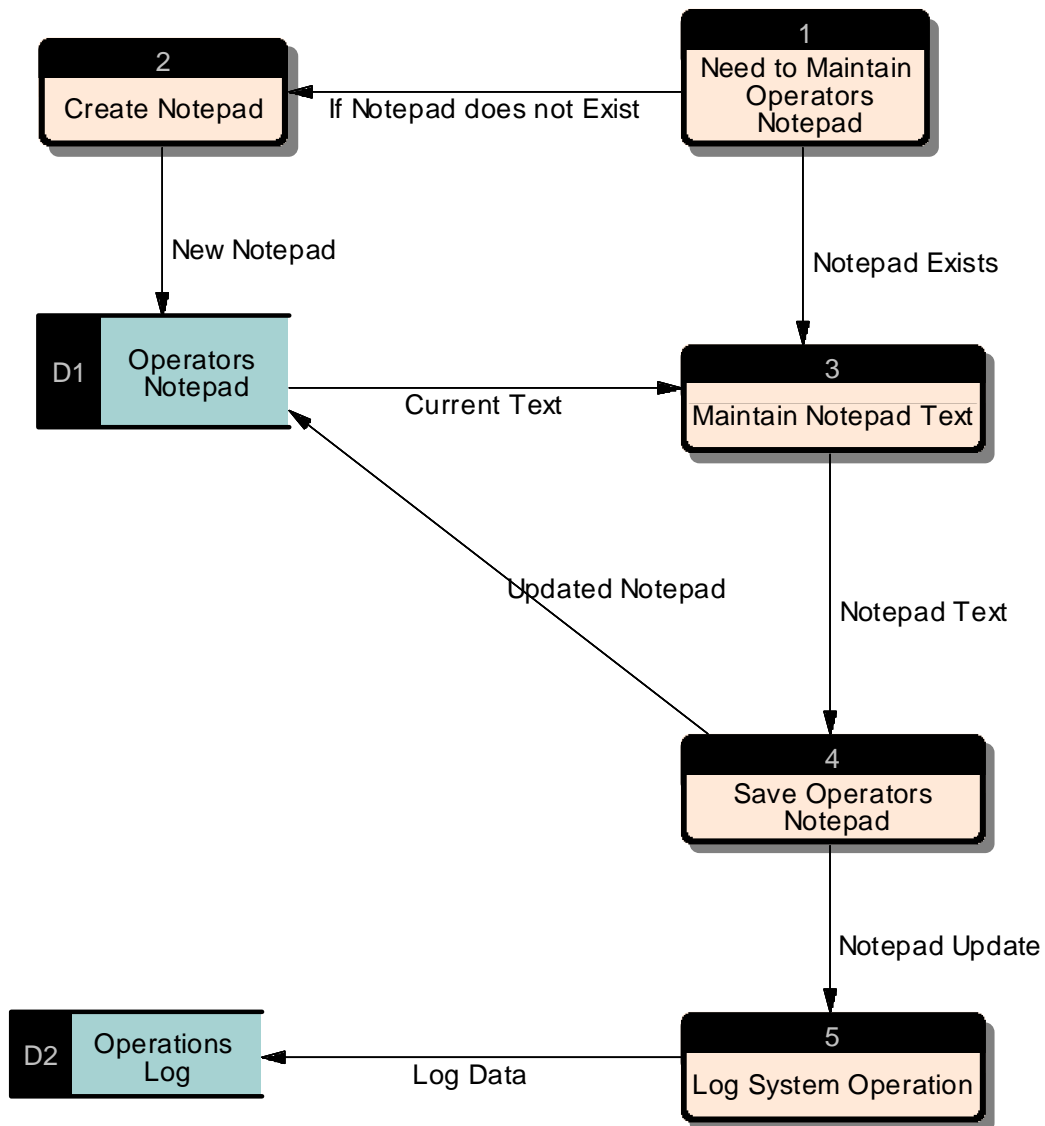 1
Need to Maintain
Operators
Notepad
2
Create Notepad
If Notepad does not Exist
New Notepad
Notepad Exists
D1
Operators
Notepad
Current Text
3
Maintain Notepad Text
Updated Notepad
Notepad Text
4
Save Operators
Notepad
Notepad Update
5
Log System Operation
Log Data
D2
Operations
Log